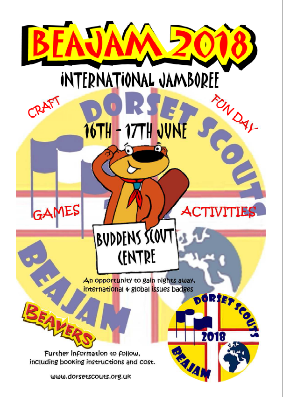 BEAJAM 2018
INTERNATIONAL JAMBOREE
CRAFT
FUN DAY
DORSET SCOUTS
16TH - 17TH JUNE
GAMES
ACTIVITIES
BUDDENS SCOUT
CENTRE
BEAJAM
An opportunity to gain nights away,
international & global issues badges
BEAVERS
DORSET SCOUTS
2018
BEAJAM
Further information to follow,
including booking instructions and cost.
www.dorsetscouts.org.uk